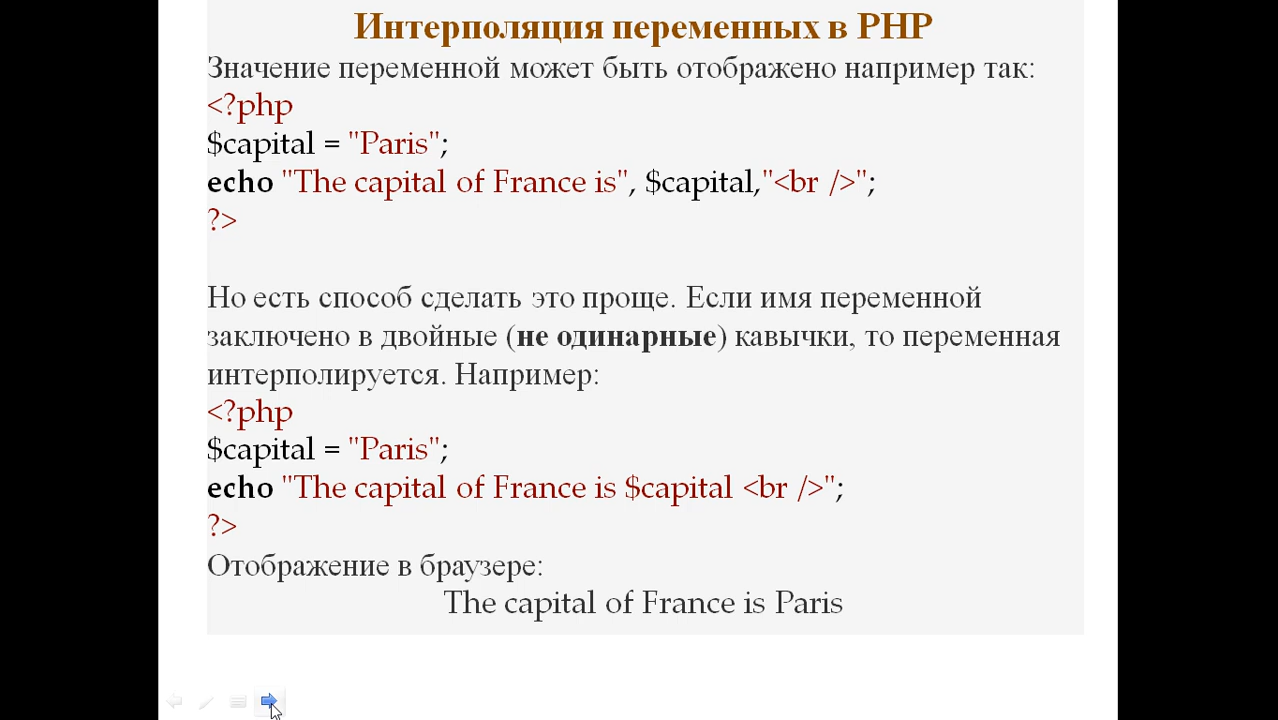 Интерполяция переменных в PHP
Значение переменной может быть отображено например так:
<?php
$capital = "Paris";
echo "The capital of France is", $capital,"<br />";
?>
Но есть способ сделать это проще. Если имя переменной
заключено в двойные (не одинарные) кавычки, то переменная
интерполируется. Например:
<?php
$capital = "Paris";
echo "The capital of France is $capital <br />";
?>
Отображение в браузере:
The capital of France is Paris